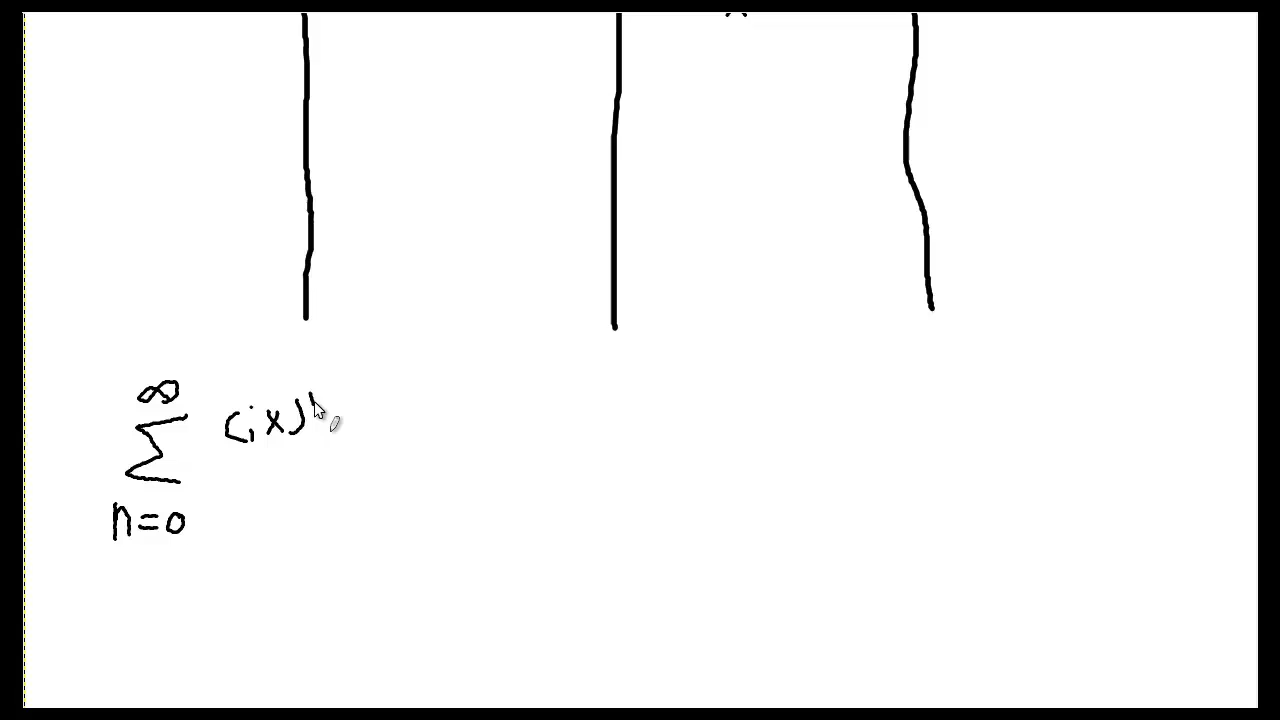 ∞
∑ (ix)
n=0